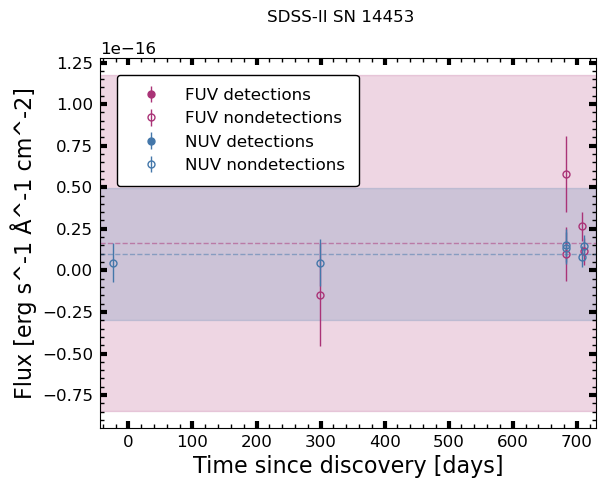 SDSS-II SN 14453
1e−16
1.25
1.00
0.75
0.50
0.25
0.00
−0.25
−0.50
−0.75
FUV detections
FUV nondetections
NUV detections
NUV nondetections
Flux [erg s^-1 Å^-1 cm^-2]
0 100 200 300 400 500 600 700
Time since discovery [days]